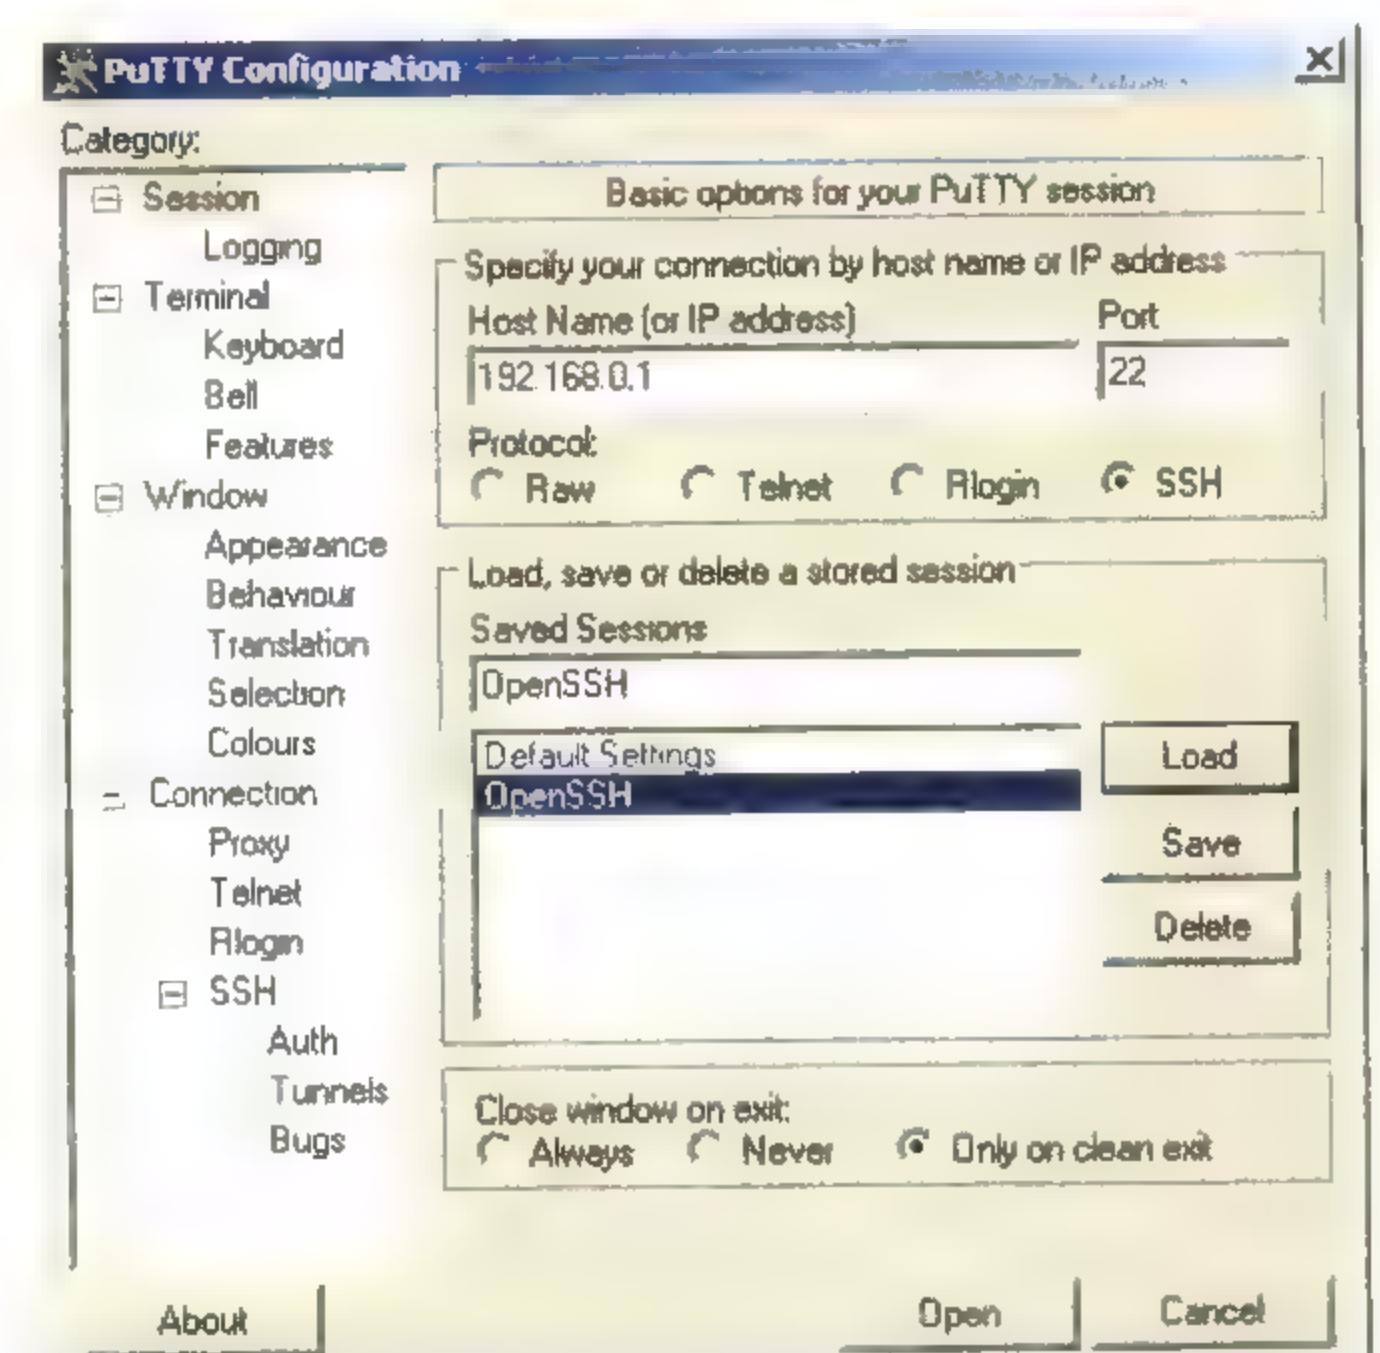 PuTTY Configuration
Category:
Session
Logging
Terminal
Keyboard
Bell
Features
Window
Appearance
Behaviour
Translation
Selection
Colours
Connection
Proxy
Telnet
Rlogin
SSH
Auth
Tunnels
Bugs
Basic options for your PuTTY session
Specify your connection by host name or IP address
Host Name (or IP address) Port
192.168.0.1 22
Protocol:
Raw Telnet Rlogin SSH
Load, save or delete a stored session
Saved Sessions
OpenSSH
Default Settings
OpenSSH
Load
Save
Delete
Close window on exit:
Always Never Only on clean exit
About Open Cancel